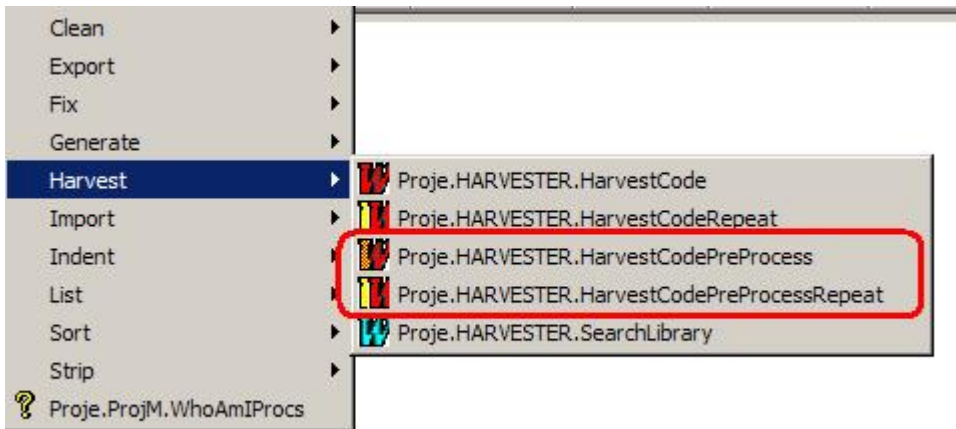 Clean
Export
Fix
Generate
Harvest
Import
Indent
List
Sort
Strip
Proje.ProjM.WhoAmIProcs
Proje.HARVESTER.HarvestCode
Proje.HARVESTER.HarvestCodeRepeat
Proje.HARVESTER.HarvestCodePreProcess
Proje.HARVESTER.HarvestCodePreProcessRepeat
Proje.HARVESTER.SearchLibrary